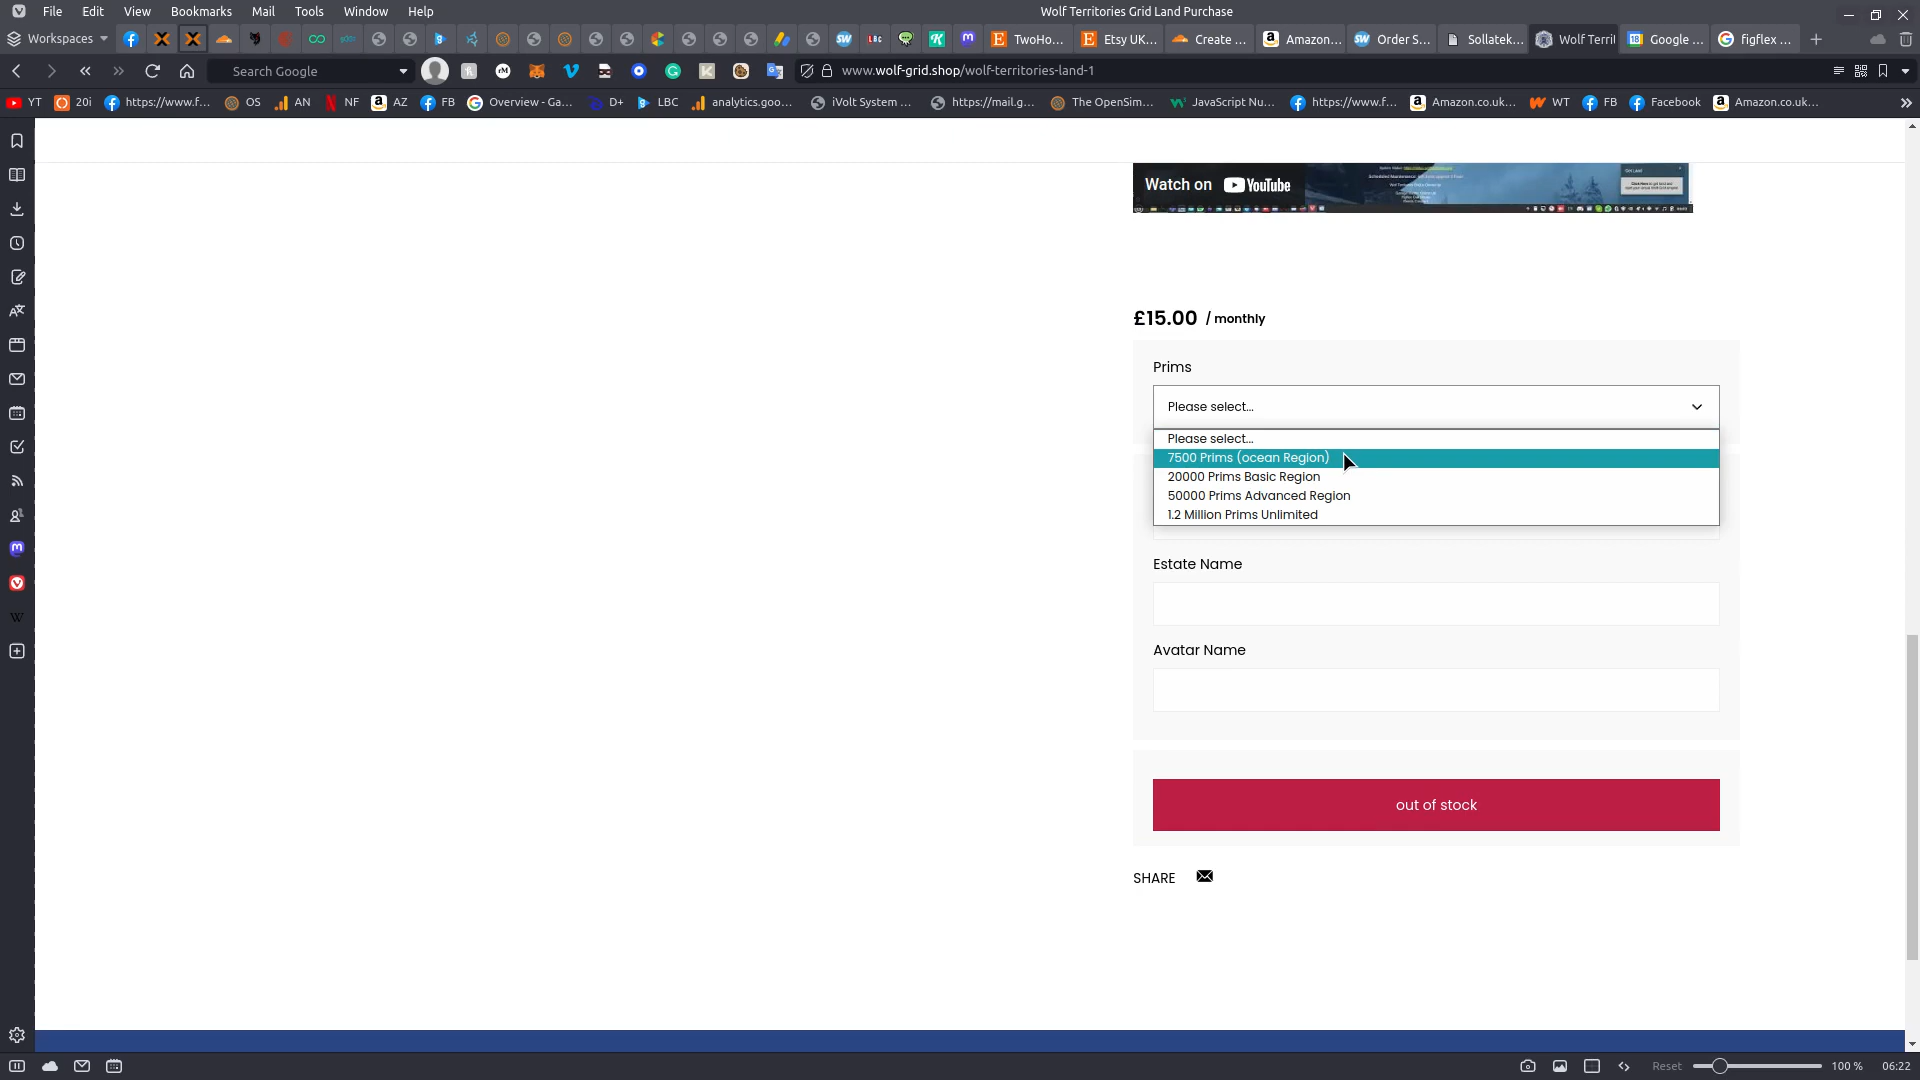 File Edit View Bookmarks Mail Tools Window Help
Wolf Territories Grid Land Purchase
Workspaces
TwoHo...
Etsy UK...
Create ...
Amazon...
Order S...
Sollatek...
Wolf Territ
Google ...
figflex ...
Search Google
www.wolf-grid.shop/wolf-territories-land-1
YT
20i
https://www.f...
OS
AN
NF
AZ
FB
Overview - Ga...
D+
LBC
analytics.goo...
iVolt System ...
https://mail.g...
The OpenSim...
JavaScript Nu...
https://www.f...
Amazon.co.uk...
WT
FB
Facebook
Amazon.co.uk...
Watch on YouTube
£15.00 / monthly
Prims
Please select...
Please select...
7500 Prims (ocean Region)
20000 Prims Basic Region
50000 Prims Advanced Region
1.2 Million Prims Unlimited
Estate Name
Avatar Name
out of stock
SHARE
Reset
100 %
06:22